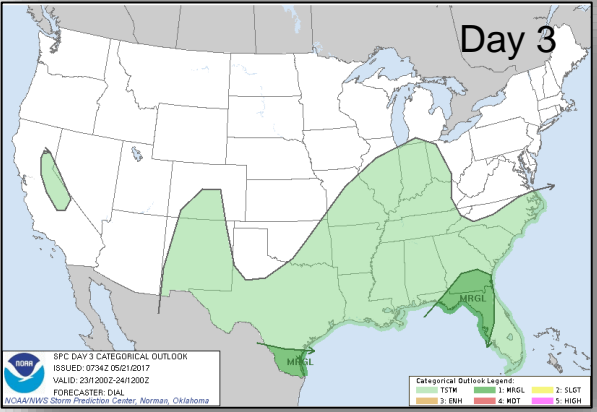 Day 3
MRGL
MRGL
NOAA
SPC DAY 3 CATEGORICAL OUTLOOK
ISSUED: 0734Z 05/21/2017
VALID: 23/1200Z-24/1200Z
FORECASTER: DIAL
NOAA/NWS Storm Prediction Center, Norman, Oklahoma
Categorical Outlook Legend:
TSTM 1: MRGL 2: SLGT
3: ENH 4: MDT 5: HIGH